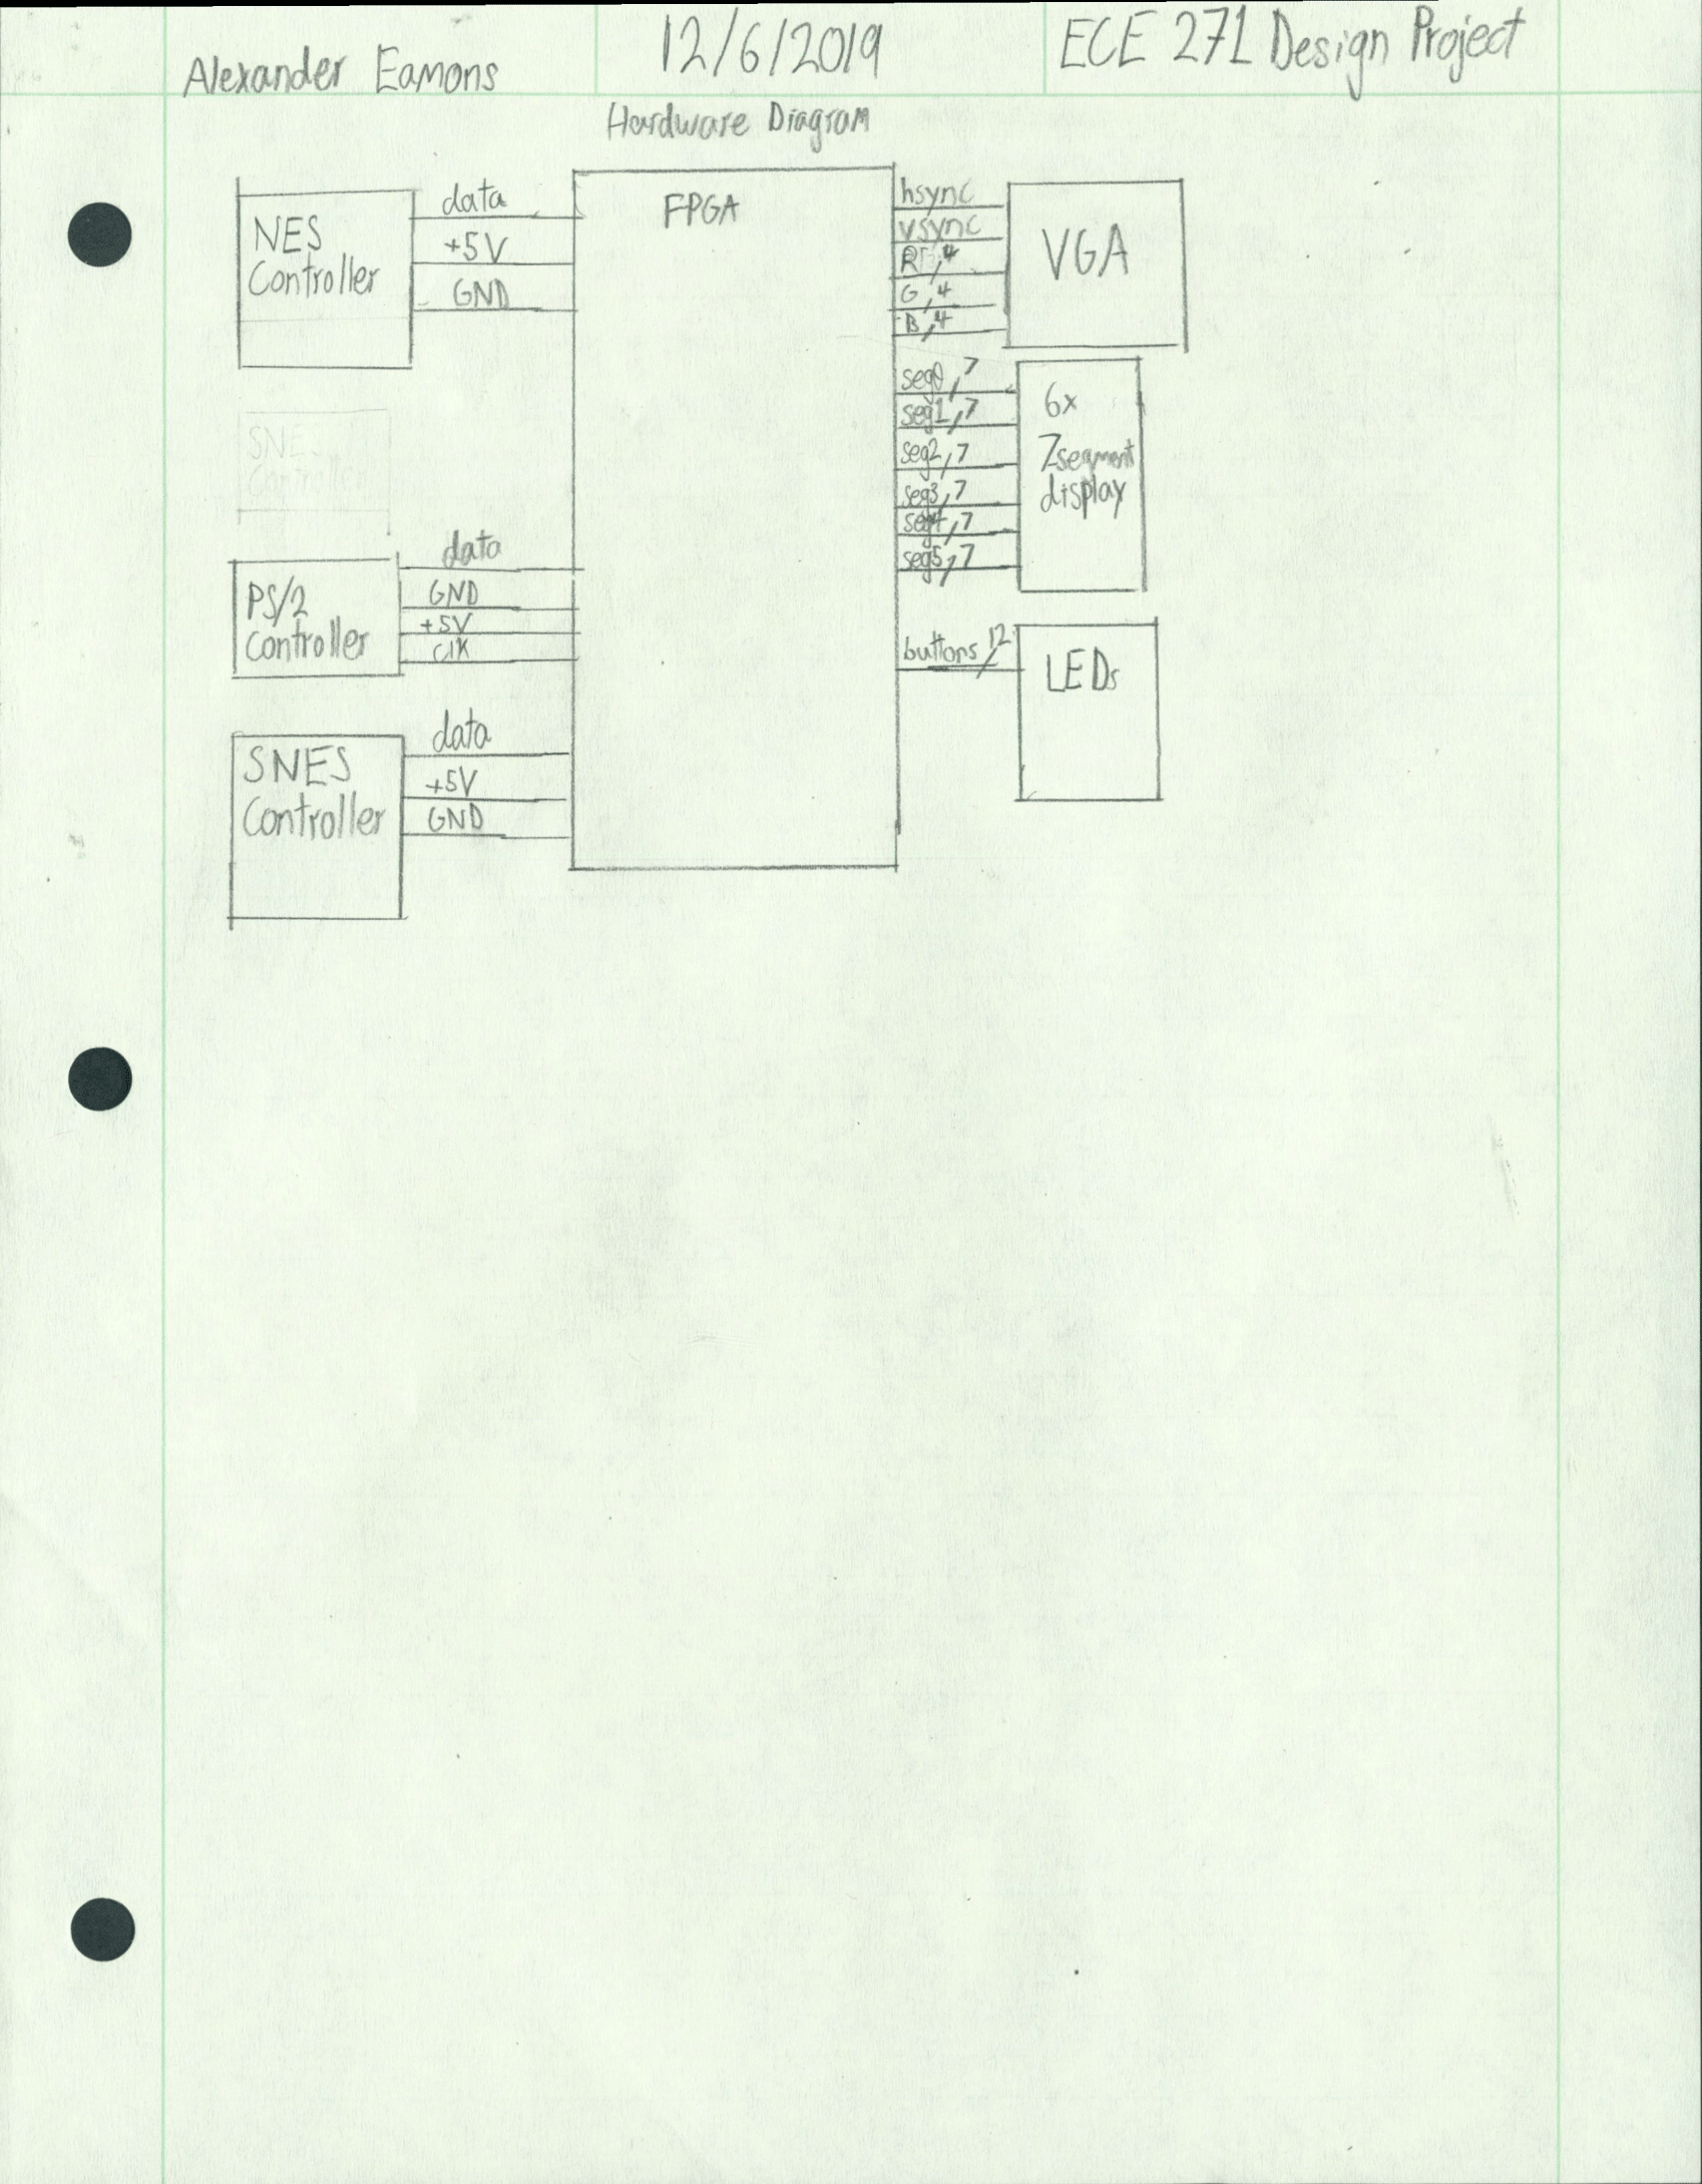 Alexander Eamons
12/6/2019
ECE 271 Design Project
Hardware Diagram
NES
Controller
data
+5V
GND
FPGA
hsync
vsync
R 4
G 4
B 4
VGA
seg0 7
seg1 7
seg2 7
seg3 7
seg4 7
seg5 7
6x
7segment
display
SNES
Controller
PS/2
Controller
data
GND
+5V
clk
buttons 12
LEDs
SNES
Controller
data
+5V
GND